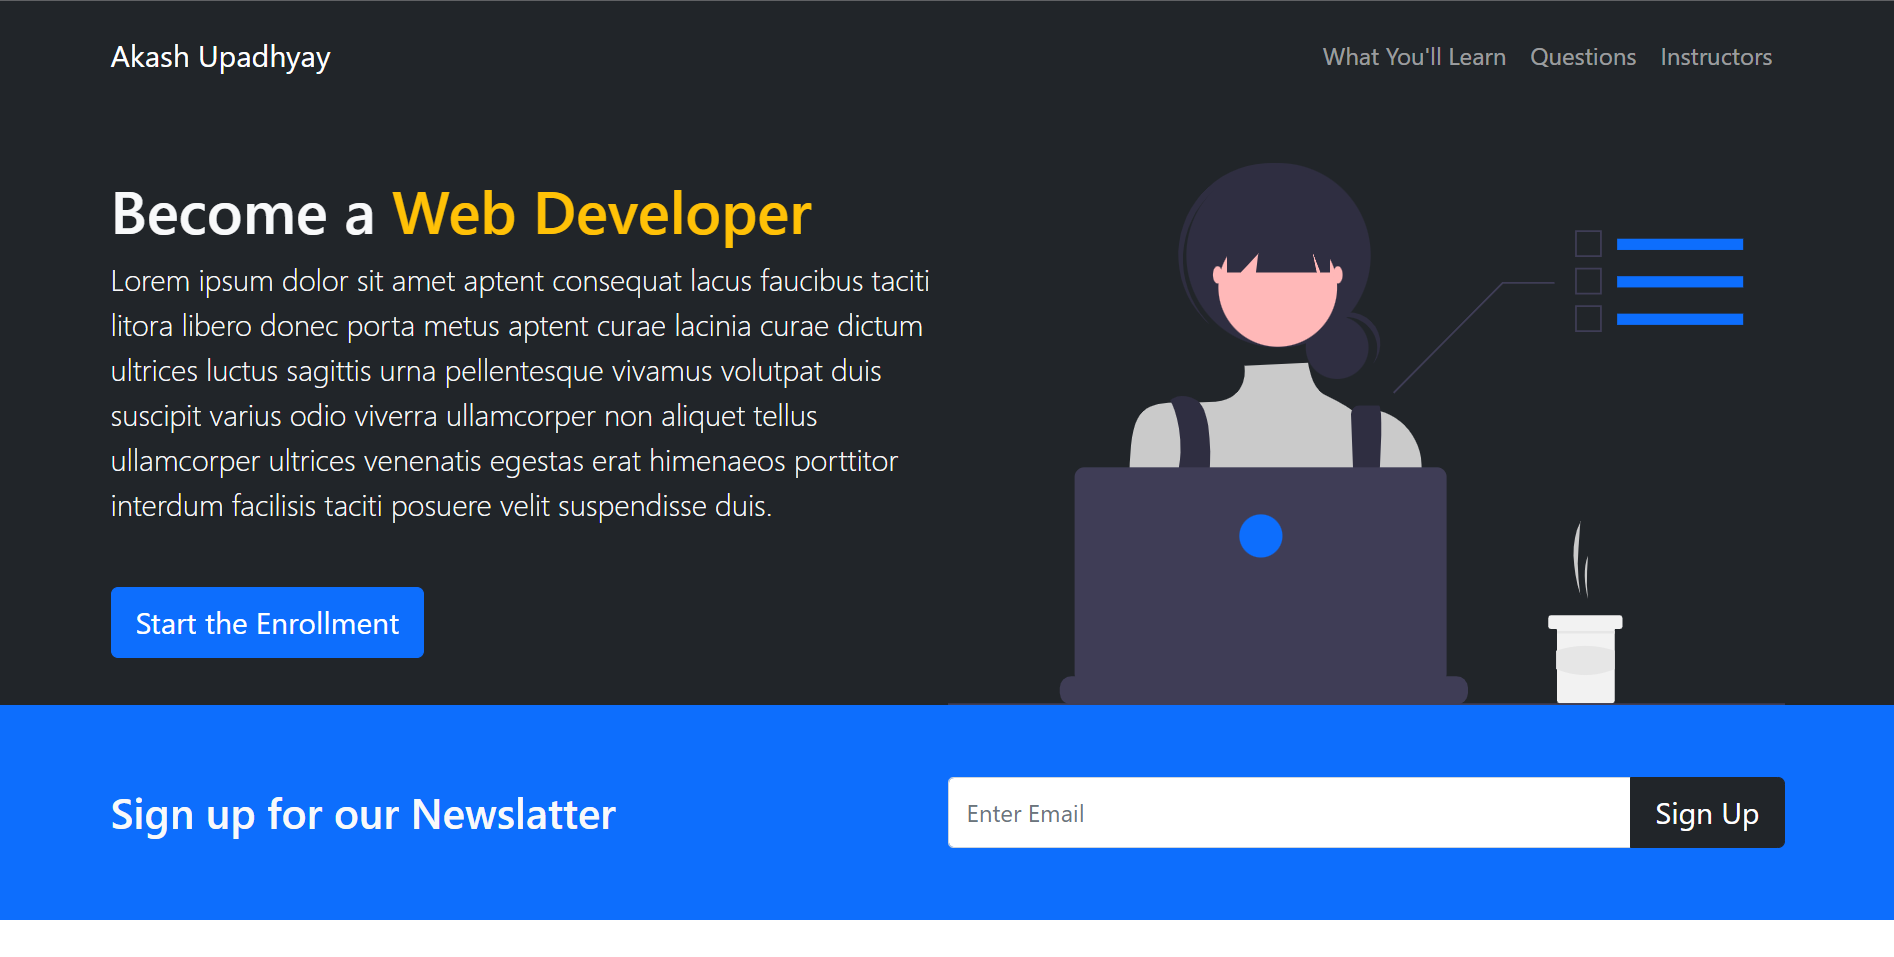 Akash Upadhyay
What You'll Learn Questions Instructors
Become a Web Developer
Lorem ipsum dolor sit amet aptent consequat lacus faucibus taciti
litora libero donec porta metus aptent curae lacinia curae dictum
ultrices luctus sagittis urna pellentesque vivamus volutpat duis
suscipit varius odio viverra ullamcorper non aliquet tellus
ullamcorper ultrices venenatis egestas erat himenaeos porttitor
interdum facilisis taciti posuere velit suspendisse duis.
Start the Enrollment
Sign up for our Newslatter
Enter Email
Sign Up